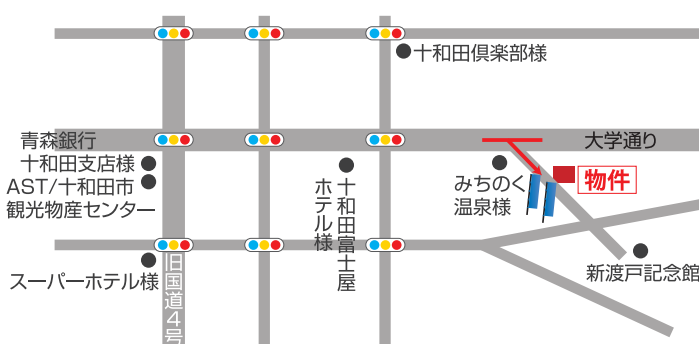 十和田倶楽部様
青森銀行
十和田支店様
大学通り
AST/十和田市
観光物産センター
みちのく
温泉様
物件
十和田富士屋
ホテル様
スーパーホテル様
旧国道4号
新渡戸記念館